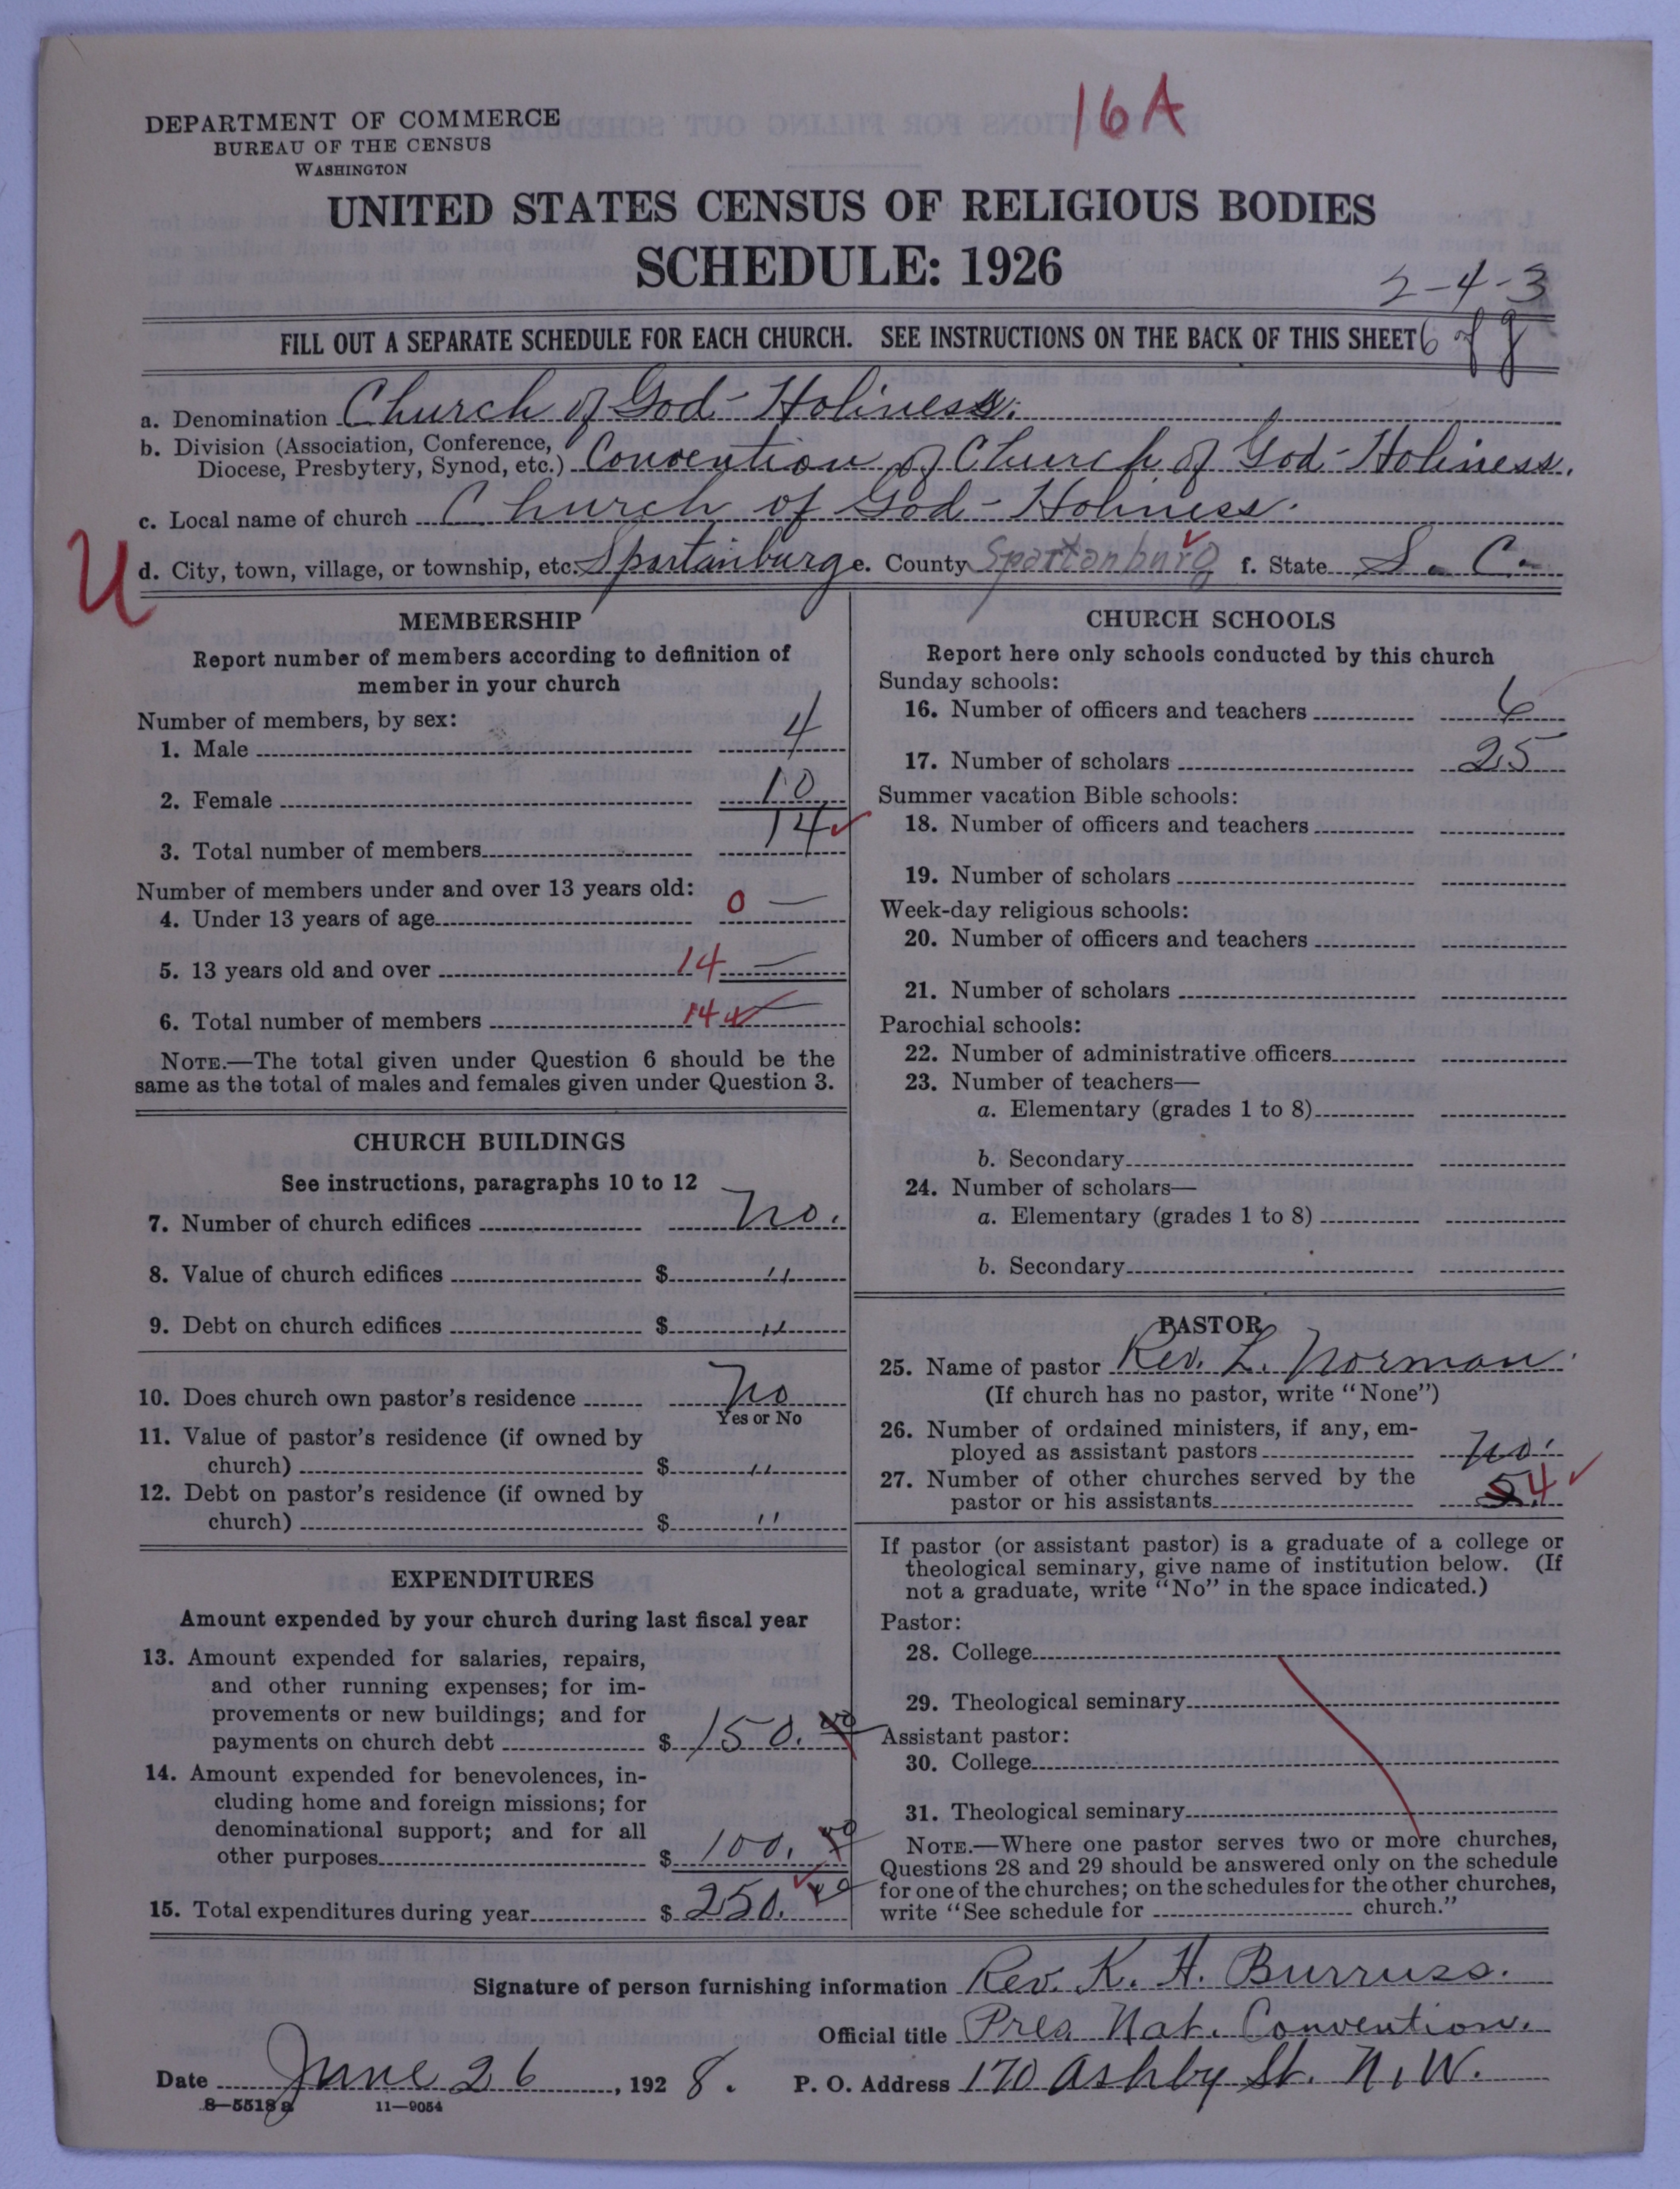 16A
DEPARTMENT OF COMMERCE
BUREAU OF THE CENSUS
WASHINGTON
UNITED STATES CENSUS OF RELIGIOUS BODIES
SCHEDULE: 1926
2-4-3
FILL OUT A SEPARATE SCHEDULE FOR EACH CHURCH. SEE INSTRUCTIONS ON THE BACK OF THIS SHEET 6 of 8
a. Denomination Church of God-Holiness.
b. Division (Association, Conference,
Diocese, Presbytery, Synod, etc.) Convention of Church of God-Holiness.
c. Local name of church Church of God-Holiness.
U
d. City, town, village, or township, etc. Spartainburg e. County Spartanburg f. State S. C.
MEMBERSHIP
Report number of members according to definition of
member in your church
Number of members, by sex:
1. Male 4
2. Female 10
3. Total number of members 14
Number of members under and over 13 years old:
4. Under 13 years of age 0 —
5. 13 years old and over 14 —
6. Total number of members 14
NOTE.—The total given under Question 6 should be the
same as the total of males and females given under Question 3.
CHURCH BUILDINGS
See instructions, paragraphs 10 to 12
7. Number of church edifices No.
8. Value of church edifices $ "
9. Debt on church edifices $ "
10. Does church own pastor's residence No
Yes or No
11. Value of pastor's residence (if owned by
church) $ "
12. Debt on pastor's residence (if owned by
church) $ "
EXPENDITURES
Amount expended by your church during last fiscal year
13. Amount expended for salaries, repairs,
and other running expenses; for im-
provements or new buildings; and for
payments on church debt $ 150.00
14. Amount expended for benevolences, in-
cluding home and foreign missions; for
denominational support; and for all
other purposes $ 100.00
15. Total expenditures during year $ 250.00
CHURCH SCHOOLS
Report here only schools conducted by this church
Sunday schools:
16. Number of officers and teachers 6
17. Number of scholars 25
Summer vacation Bible schools:
18. Number of officers and teachers
19. Number of scholars
Week-day religious schools:
20. Number of officers and teachers
21. Number of scholars
Parochial schools:
22. Number of administrative officers
23. Number of teachers—
a. Elementary (grades 1 to 8)
b. Secondary
24. Number of scholars—
a. Elementary (grades 1 to 8)
b. Secondary
PASTOR
25. Name of pastor Rev. L. Norman
(If church has no pastor, write "None")
26. Number of ordained ministers, if any, em-
ployed as assistant pastors No.
27. Number of other churches served by the
pastor or his assistants 4
If pastor (or assistant pastor) is a graduate of a college or
theological seminary, give name of institution below. (If
not a graduate, write "No" in the space indicated.)
Pastor:
28. College
29. Theological seminary
Assistant pastor:
30. College
31. Theological seminary
NOTE.—Where one pastor serves two or more churches,
Questions 28 and 29 should be answered only on the schedule
for one of the churches; on the schedules for the other churches,
write "See schedule for church."
Signature of person furnishing information Rev. K. H. Burruss.
Official title Pres Nat. Convention.
Date June 26, 1928. P. O. Address 170 Ashby St. N. W.
8-5518 a 11-9054